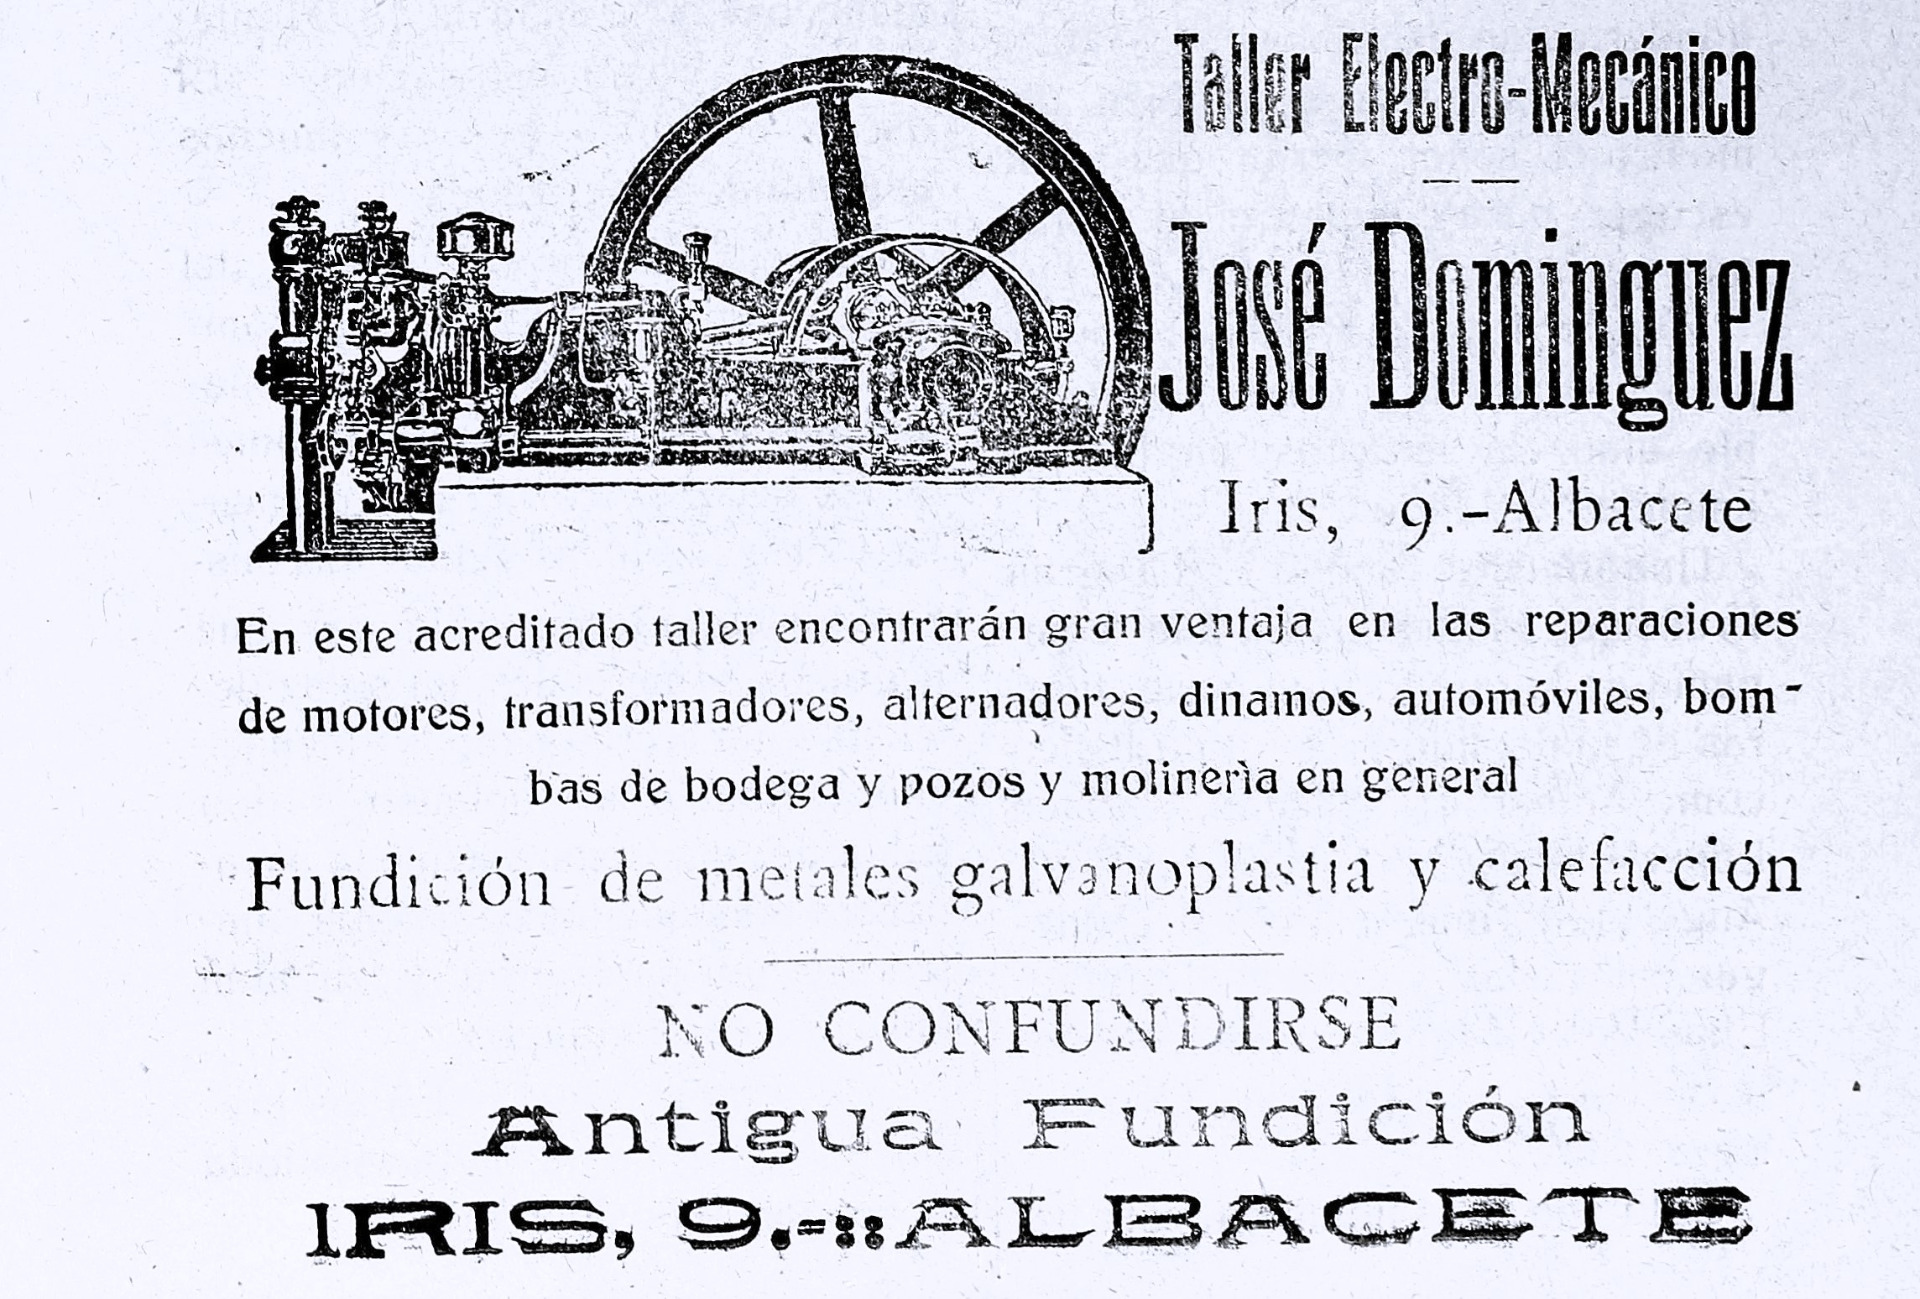 Taller Electro-Mecánico
José Dominguez
Iris, 9.-Albacete
En este acreditado taller encontrarán gran ventaja en las reparaciones
de motores, transformadores, alternadores, dinamos, automóviles, bom-
bas de bodega y pozos y molinerìa en general
Fundición de metales galvanoplastia y calefacción
NO CONFUNDIRSE
Antigua Fundición
IRIS, 9.-::ALBACETE